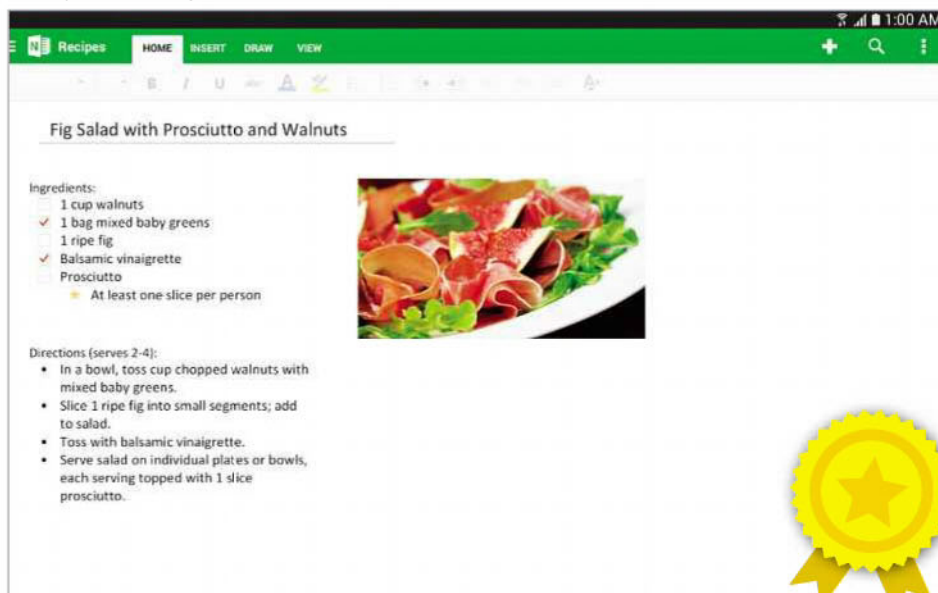 1:00 AM
N Recipes HOME INSERT DRAW VIEW
B I U abc A
Fig Salad with Prosciutto and Walnuts
Ingredients:
1 cup walnuts
1 bag mixed baby greens
1 ripe fig
Balsamic vinaigrette
Prosciutto
At least one slice per person
Directions (serves 2-4):
• In a bowl, toss cup chopped walnuts with
mixed baby greens.
• Slice 1 ripe fig into small segments; add
to salad.
• Toss with balsamic vinaigrette.
• Serve salad on individual plates or bowls,
each serving topped with 1 slice
prosciutto.